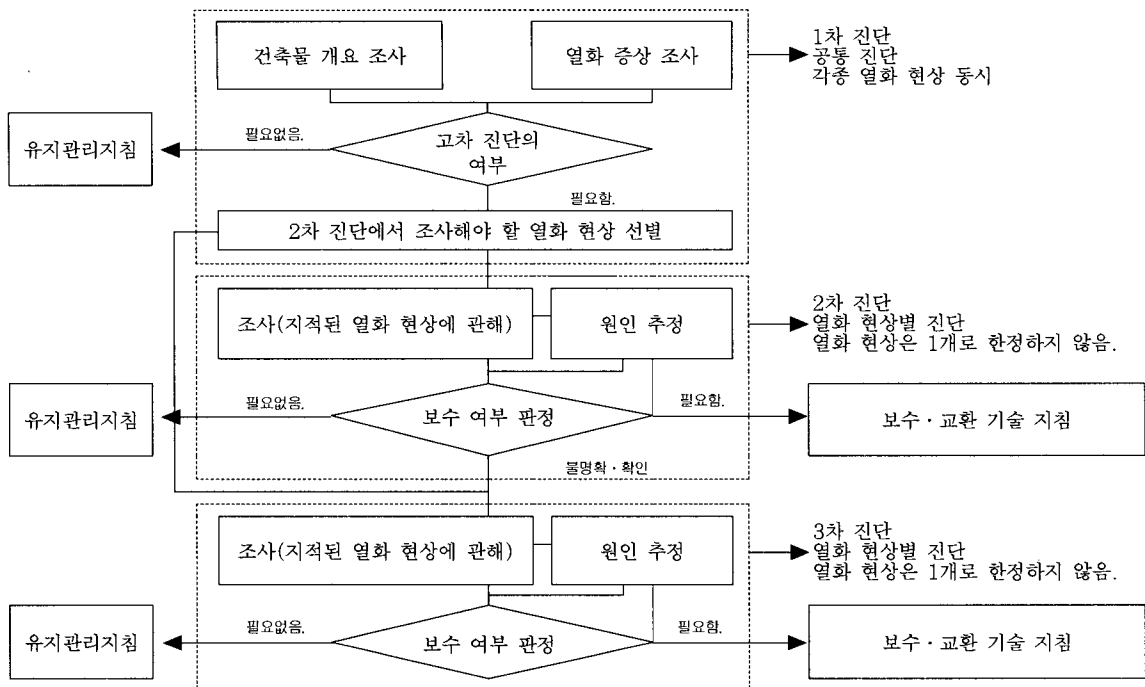 건축물 개요 조사
열화 증상 조사
1차 진단
공통 진단
각종 열화 현상 동시
유지관리지침
필요없음.
고차 진단의
여부
필요함.
2차 진단에서 조사해야 할 열화 현상 선별
조사(지적된 열화 현상에 관해)
원인 추정
2차 진단
열화 현상별 진단
열화 현상은 1개로 한정하지 않음.
유지관리지침
필요없음.
보수 여부 판정
필요함.
보수·교환 기술 지침
불명확·확인
조사(지적된 열화 현상에 관해)
원인 추정
3차 진단
열화 현상별 진단
열화 현상은 1개로 한정하지 않음.
유지관리지침
필요없음.
보수 여부 판정
필요함.
보수·교환 기술 지침